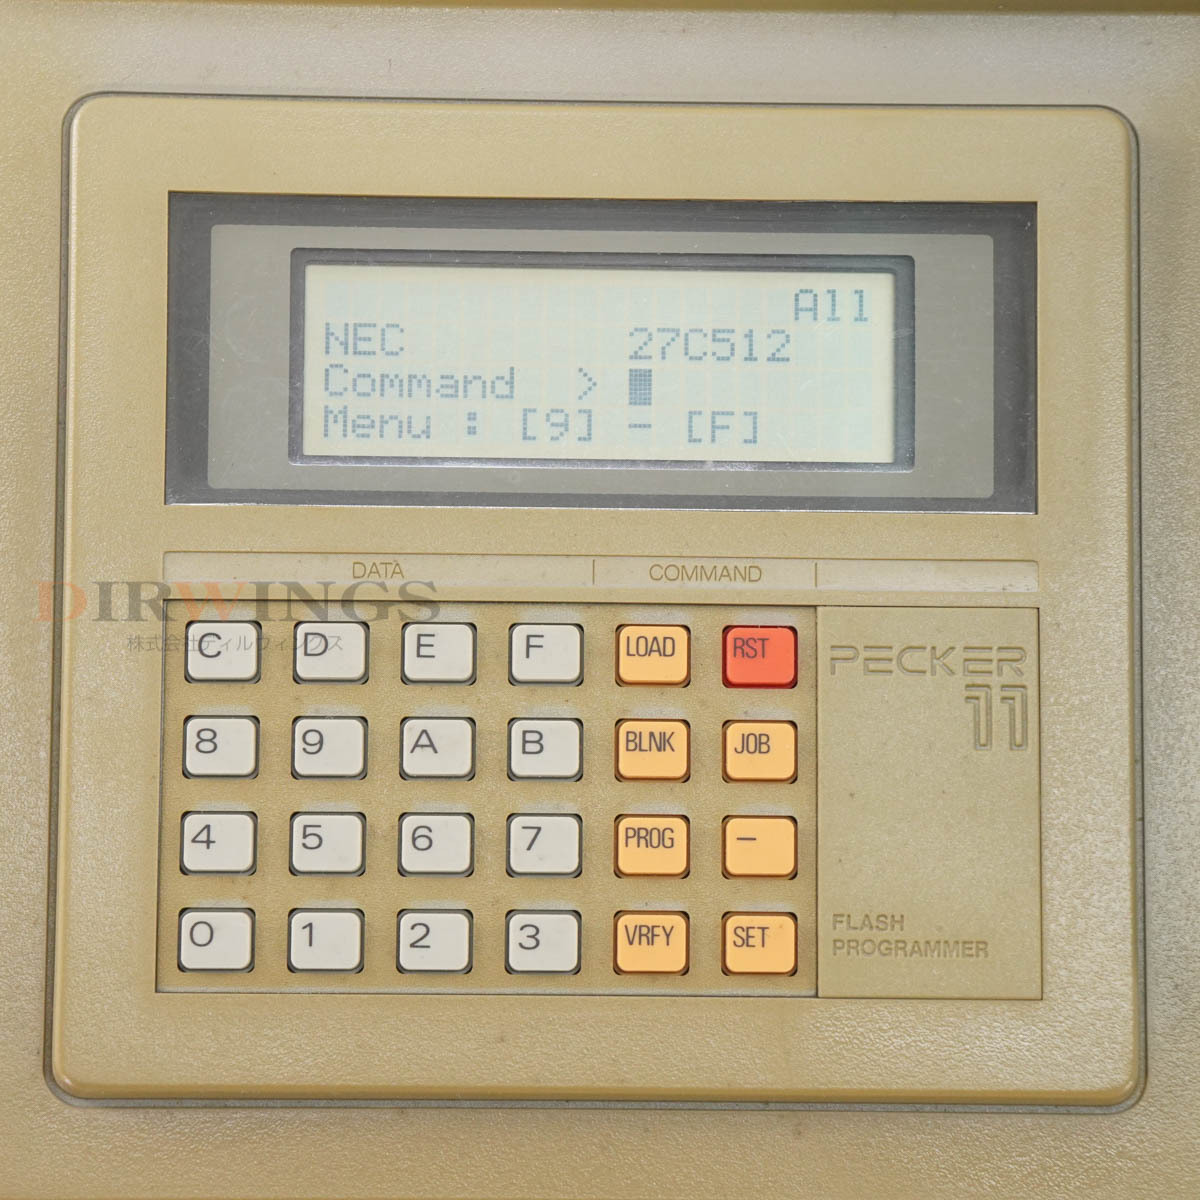 All
NEC 27C512
Command >
Menu : [9] - [F]
DATA COMMAND
DIRWINGS
株式会社ディルウィングス
C D E F LOAD RST
PECKER
11
8 9 A B BLNK JOB
4 5 6 7 PROG -
0 1 2 3 VRFY SET
FLASH
PROGRAMMER